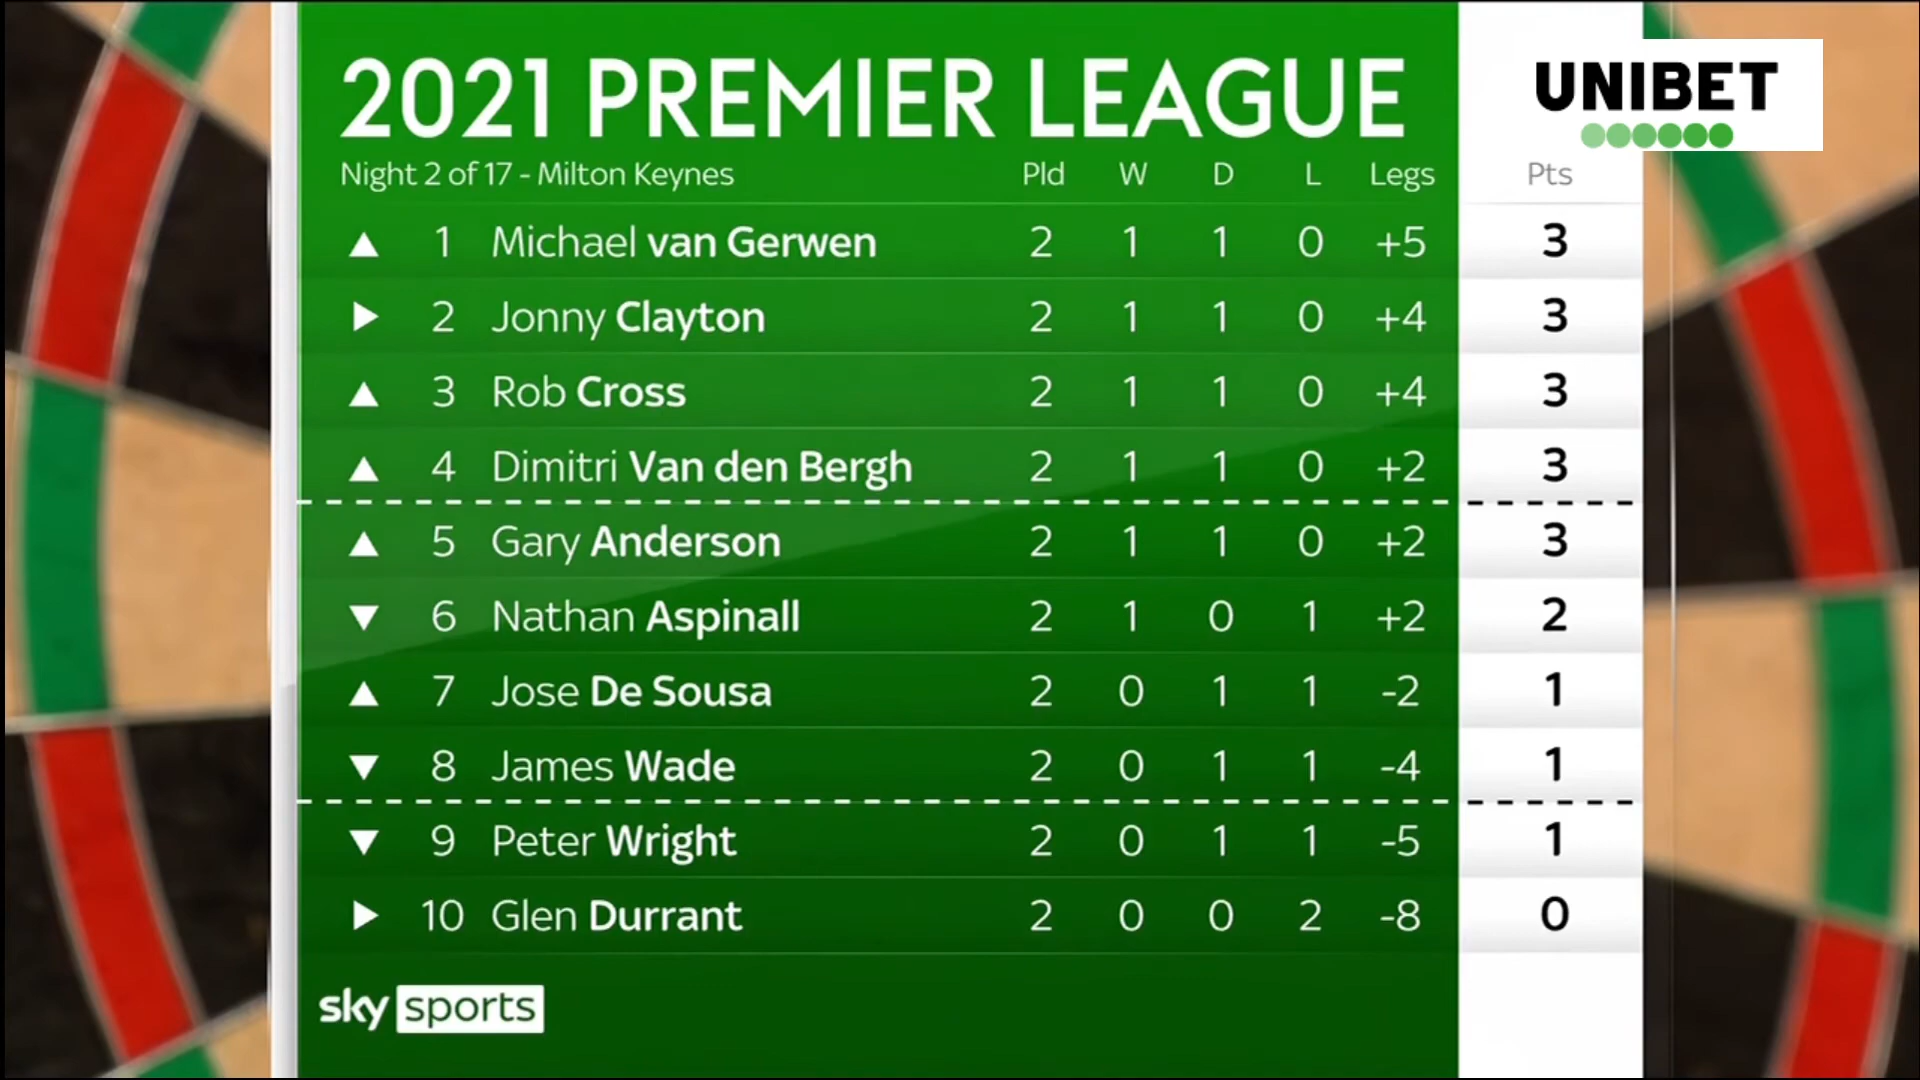 2021 PREMIER LEAGUE
UNIBET
Night 2 of 17 - Milton Keynes Pld W D L Legs Pts
▲ 1 Michael van Gerwen 2 1 1 0 +5 3
▶ 2 Jonny Clayton 2 1 1 0 +4 3
▲ 3 Rob Cross 2 1 1 0 +4 3
▲ 4 Dimitri Van den Bergh 2 1 1 0 +2 3
▲ 5 Gary Anderson 2 1 1 0 +2 3
▼ 6 Nathan Aspinall 2 1 0 1 +2 2
▲ 7 Jose De Sousa 2 0 1 1 -2 1
▼ 8 James Wade 2 0 1 1 -4 1
▼ 9 Peter Wright 2 0 1 1 -5 1
▶ 10 Glen Durrant 2 0 0 2 -8 0
sky sports